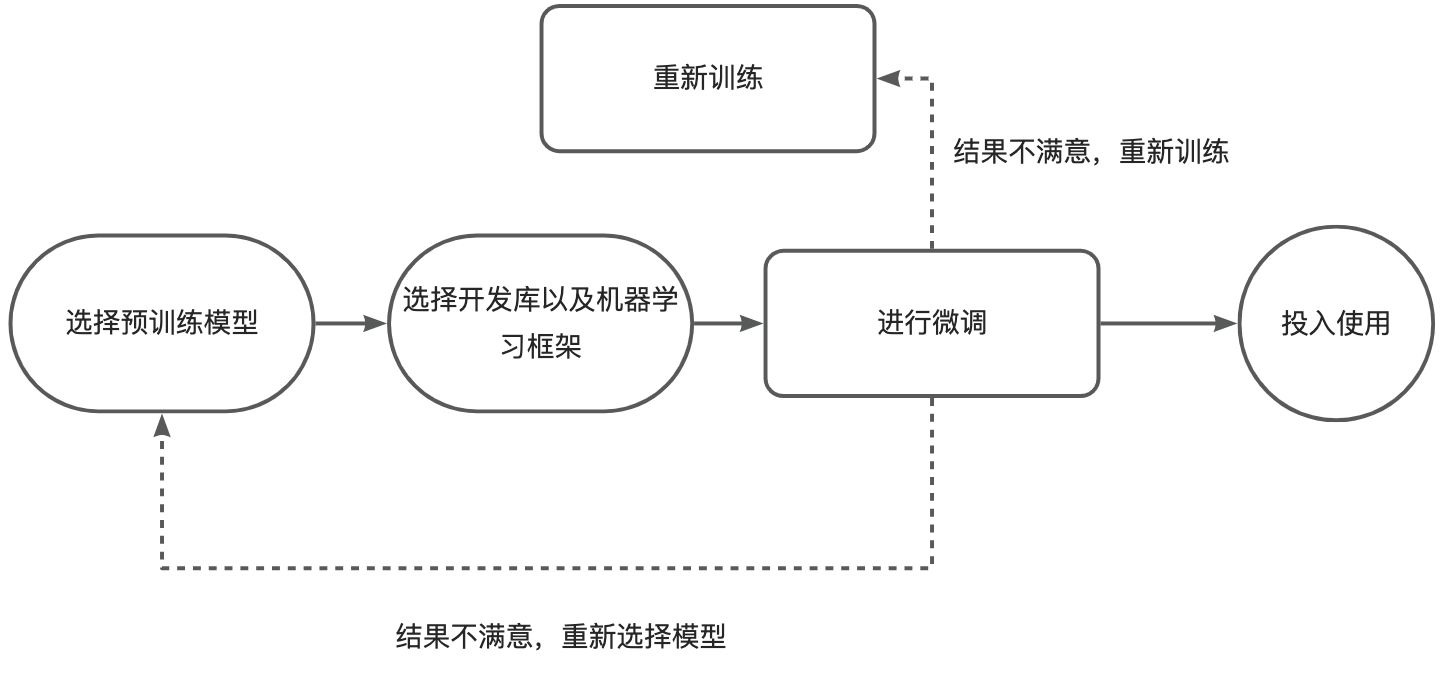 重新训练
结果不满意，重新训练
选择预训练模型
选择开发库以及机器学
习框架
进行微调
投入使用
结果不满意，重新选择模型